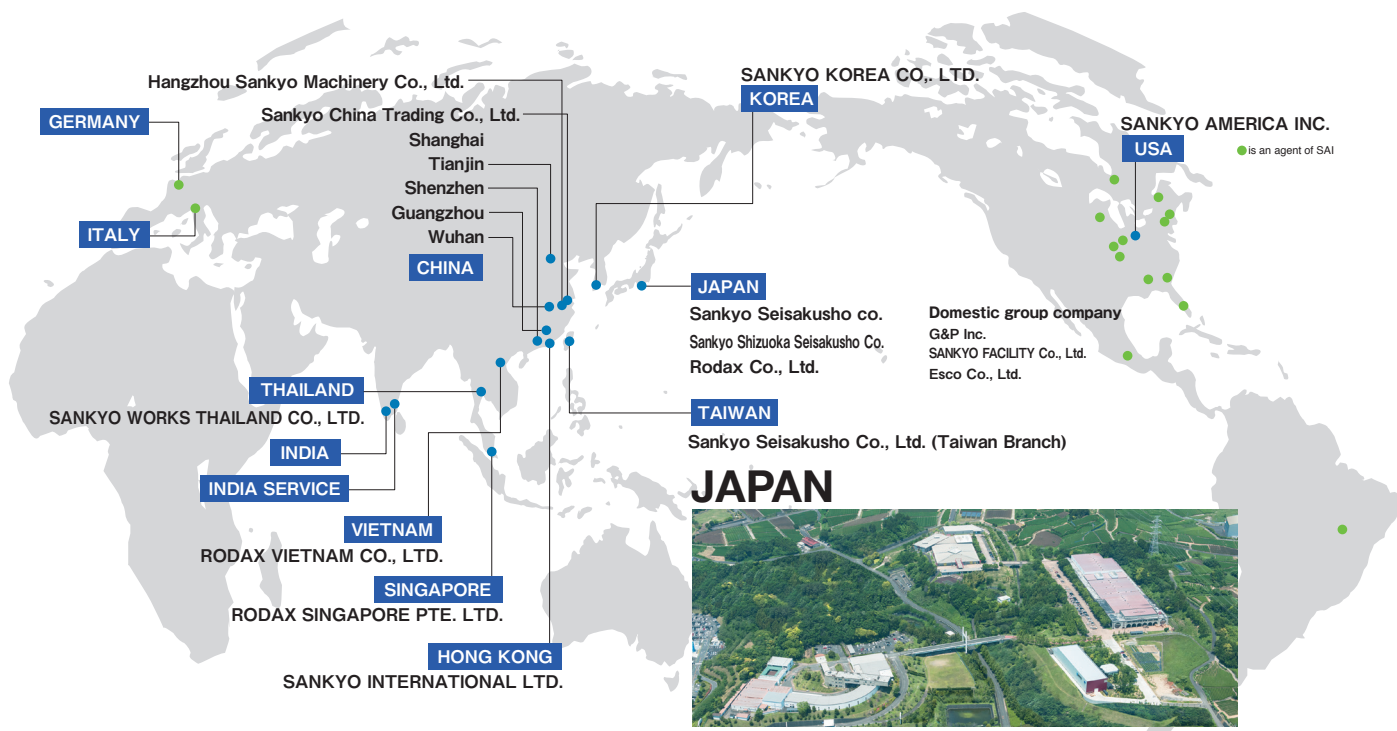 Hangzhou Sankyo Machinery Co., Ltd.
Sankyo China Trading Co., Ltd.
Shanghai
Tianjin
Shenzhen
Guangzhou
Wuhan
CHINA
GERMANY
ITALY
SANKYO KOREA CO,. LTD.
KOREA
SANKYO AMERICA INC.
USA
is an agent of SAI
JAPAN
Sankyo Seisakusho co.
Sankyo Shizuoka Seisakusho Co.
Rodax Co., Ltd.
Domestic group company
G&P Inc.
SANKYO FACILITY Co., Ltd.
Esco Co., Ltd.
TAIWAN
Sankyo Seisakusho Co., Ltd. (Taiwan Branch)
THAILAND
SANKYO WORKS THAILAND CO., LTD.
INDIA
INDIA SERVICE
VIETNAM
RODAX VIETNAM CO., LTD.
SINGAPORE
RODAX SINGAPORE PTE. LTD.
HONG KONG
SANKYO INTERNATIONAL LTD.
JAPAN